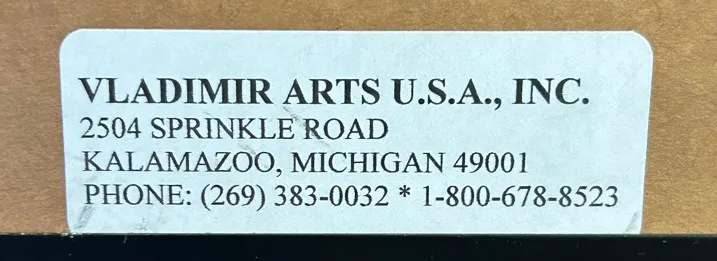 VLADIMIR ARTS U.S.A., INC.
2504 SPRINKLE ROAD
KALAMAZOO, MICHIGAN 49001
PHONE: (269) 383-0032 * 1-800-678-8523